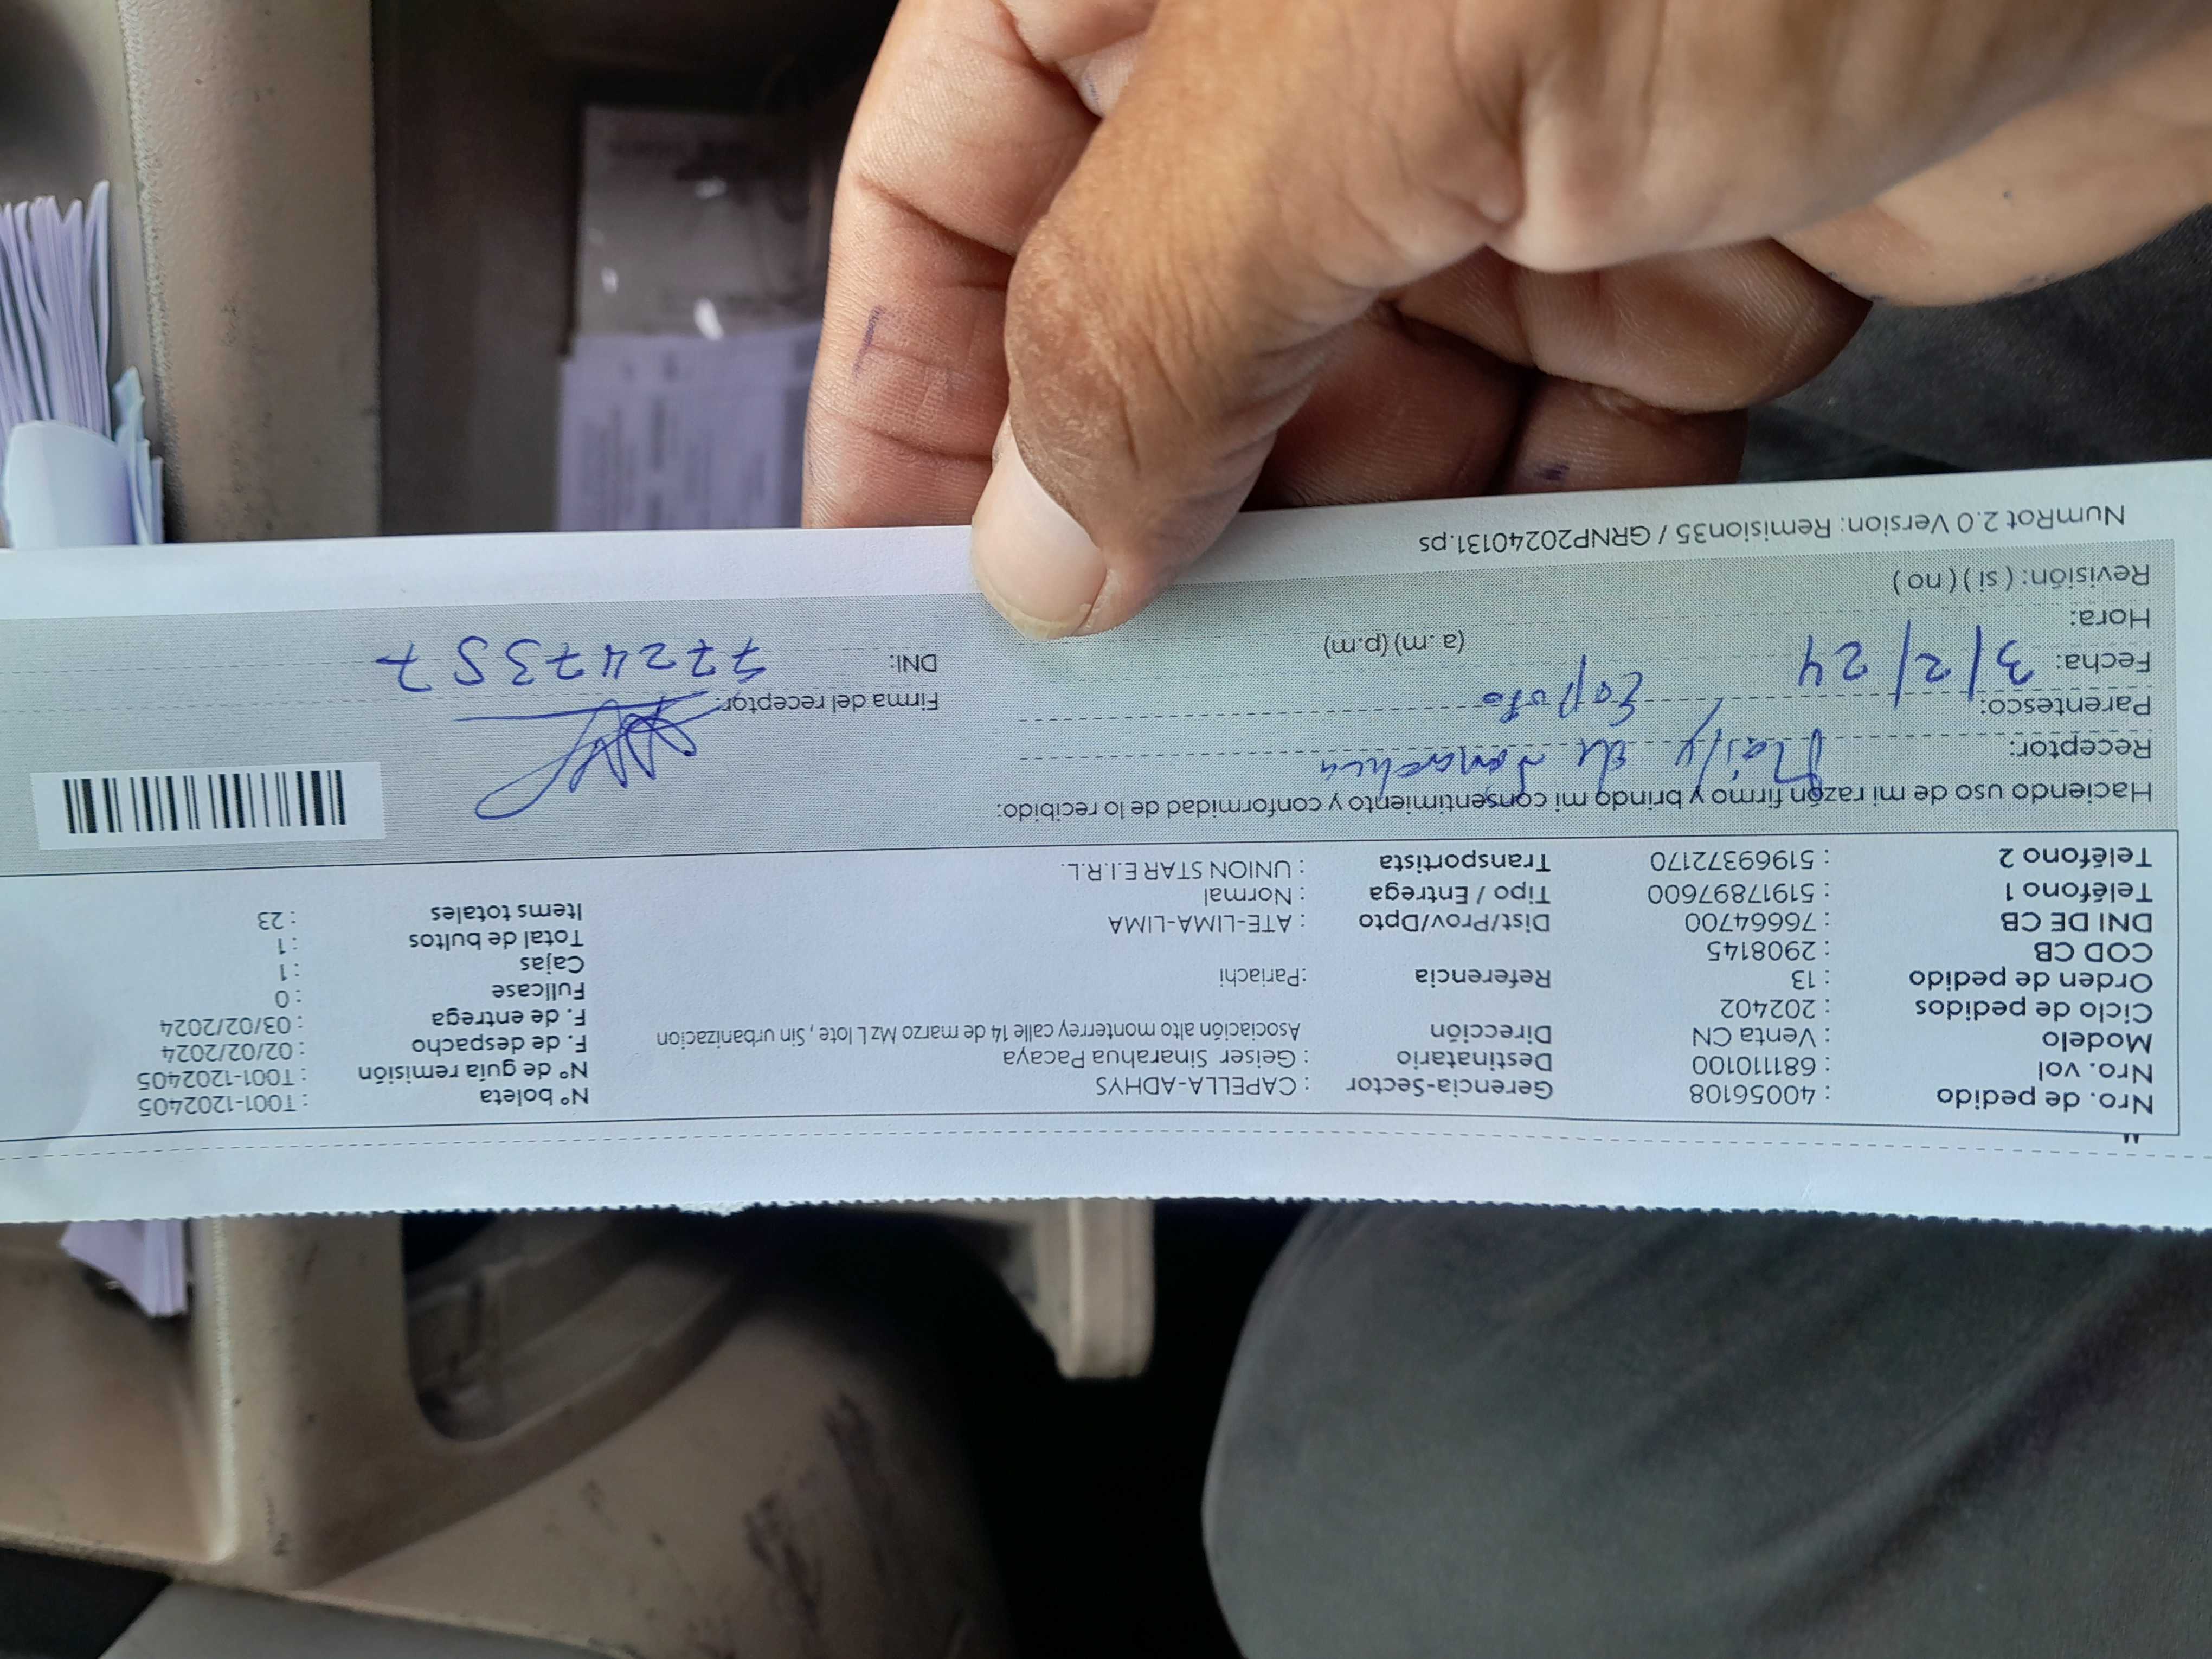 Nro. de pedido : 40056108 Gerencia-Sector : CAPELLA-ADHYS N° boleta : T001-1202405
Nro. vol : 681110100 Destinatario : Geiser Sinarahua Pacaya N° de guía remisión : T001-1202405
Modelo : Venta CN Dirección Asociación alto monterrey calle 14 de marzo Mz L lote , Sin urbanizacion F. de despacho : 02/02/2024
Ciclo de pedidos : 202402 F. de entrega : 03/02/2024
Orden de pedido : 13 Referencia :Pariachi Fullcase : 0
COD CB : 2908145 Cajas : 1
DNI DE CB : 76664700 Dist/Prov/Dpto : ATE-LIMA-LIMA Total de bultos : 1
Teléfono 1 : 51917897600 Tipo / Entrega : Normal Items totales : 23
Teléfono 2 : 51969372170 Transportista : UNION STAR E.I.R.L.
Haciendo uso de mi razón firmo y brindo mi consentimiento y conformidad de lo recibido:
Receptor: de
Parentesco: Firma del receptor:
Fecha: 3/2/24 DNI: 77247357
Hora: (a. m) (p.m)
Revisión: ( si ) ( no )
NumRot 2.0 Version: Remision35 / GRNP20240131.ps